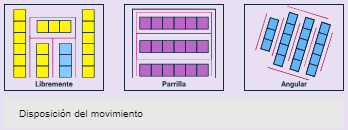 Libremente
Parrilla
Angular
Disposición del movimiento